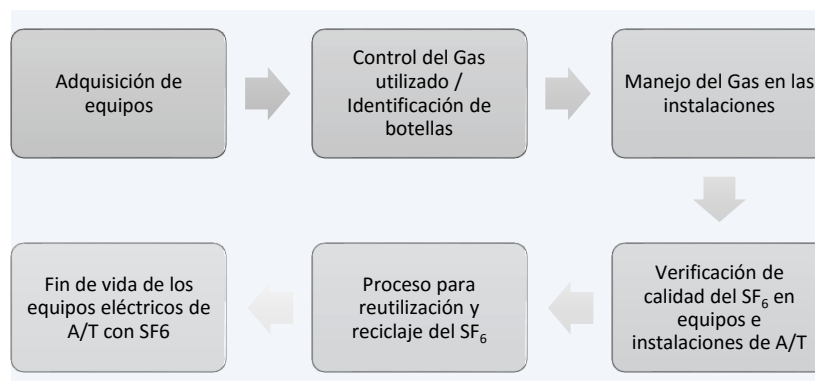 Adquisición de
equipos
Control del Gas
utilizado /
Identificación de
botellas
Manejo del Gas en las
instalaciones
Verificación de
calidad del SF₆ en
equipos e
instalaciones de A/T
Proceso para
reutilización y
reciclaje del SF₆
Fin de vida de los
equipos eléctricos de
A/T con SF6